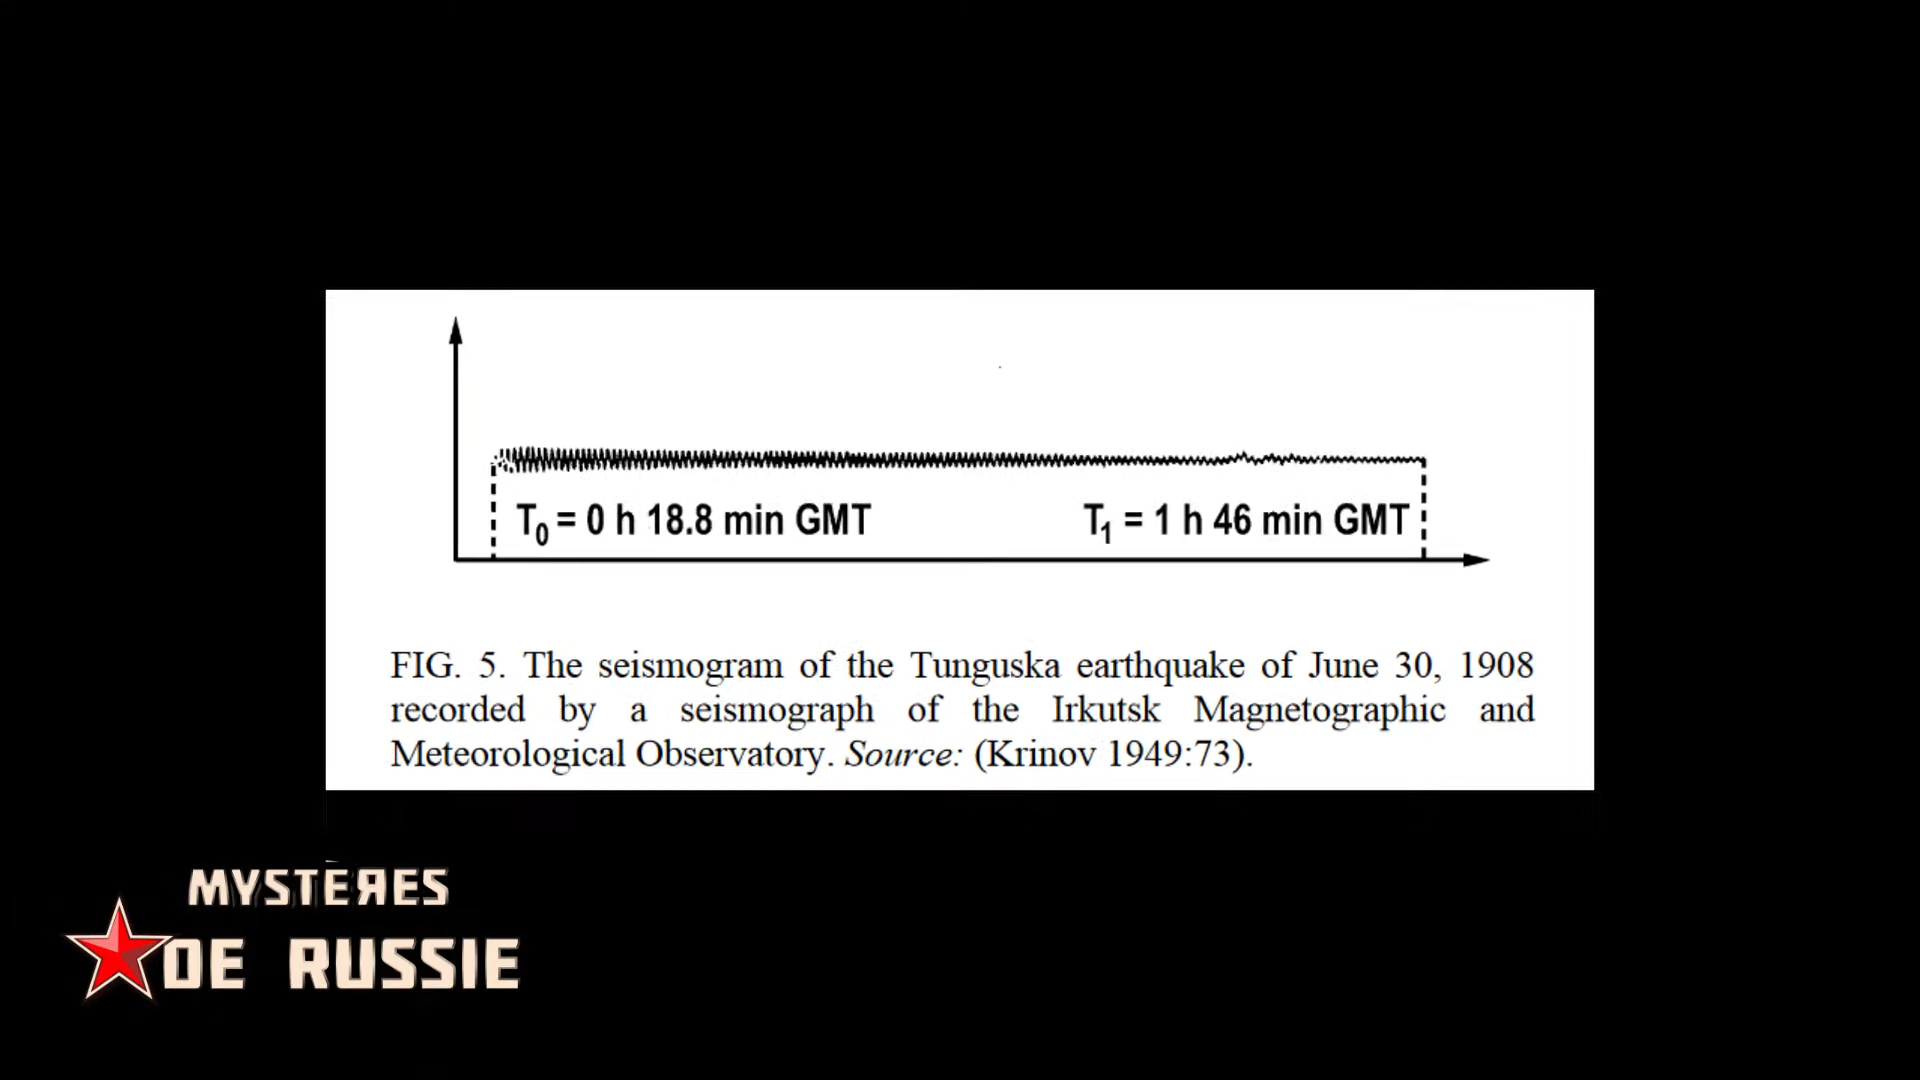 T₀ = 0 h 18.8 min GMT
T₁ = 1 h 46 min GMT
FIG. 5. The seismogram of the Tunguska earthquake of June 30, 1908
recorded by a seismograph of the Irkutsk Magnetographic and
Meteorological Observatory. Source: (Krinov 1949:73).
MYSTÈЯES
DE RUSSIE